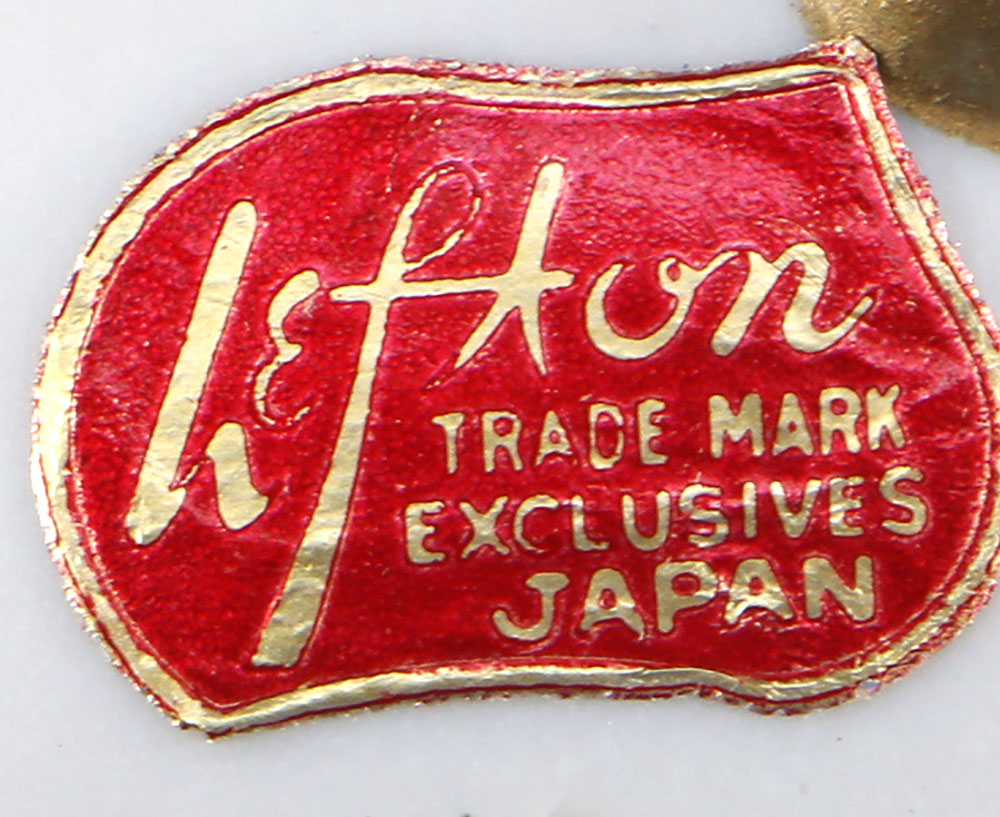 Lefton
TRADE MARK
EXCLUSIVES
JAPAN